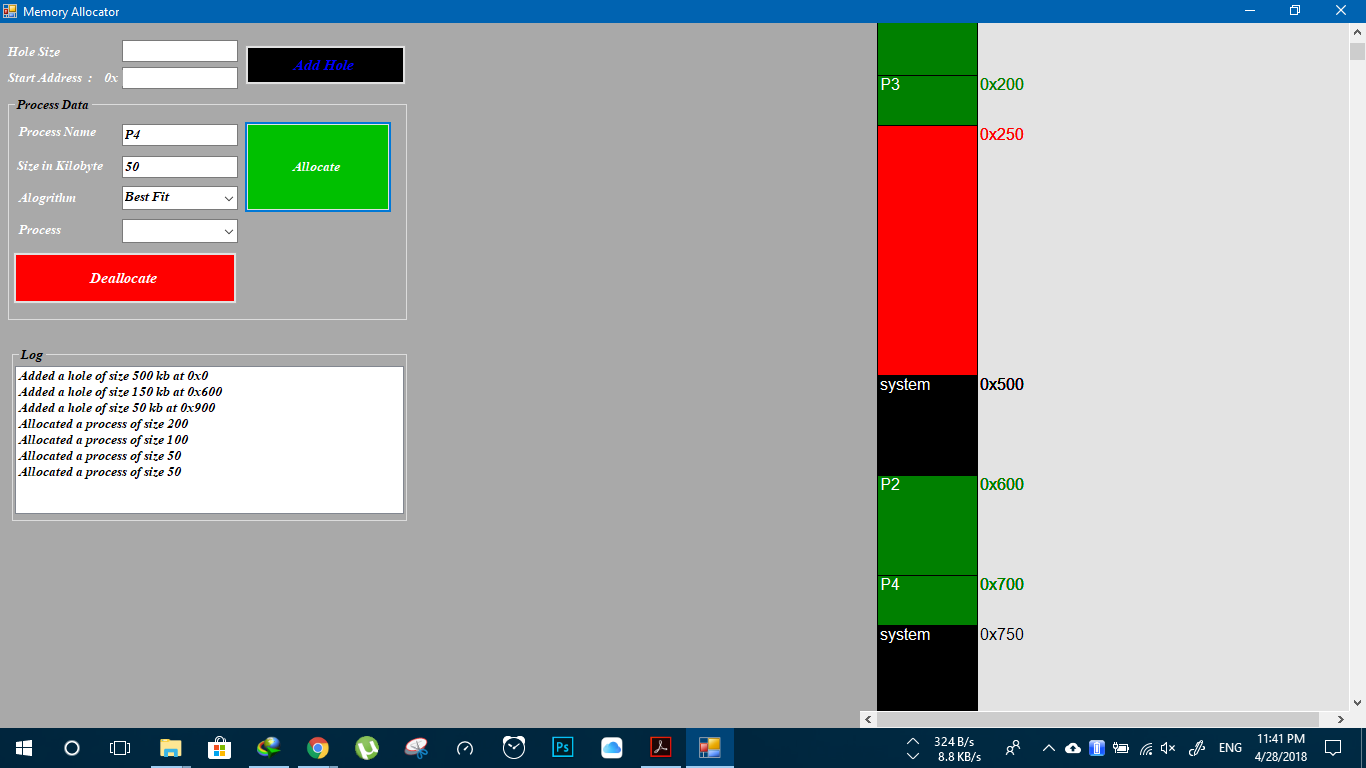 Memory Allocator
Hole Size
Start Address : 0x
Add Hole
Process Data
Process Name P4
Size in Kilobyte 50
Alogrithm Best Fit
Process
Allocate
Deallocate
Log
Added a hole of size 500 kb at 0x0
Added a hole of size 150 kb at 0x600
Added a hole of size 50 kb at 0x900
Allocated a process of size 200
Allocated a process of size 100
Allocated a process of size 50
Allocated a process of size 50
P3 0x200
0x250
system 0x500
P2 0x600
P4 0x700
system 0x750
Ps
324 B/s
8.8 KB/s
ENG
11:41 PM
4/28/2018